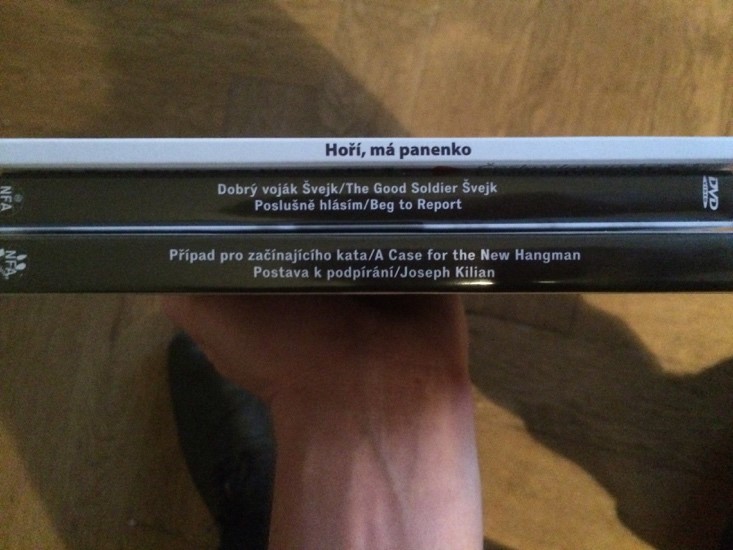 Hoří, má panenko
Dobrý voják Švejk/The Good Soldier Švejk
Poslušně hlásím/Beg to Report
NFA
DVD
Případ pro začínajícího kata/A Case for the New Hangman
Postava k podpírání/Joseph Kilian
NFA